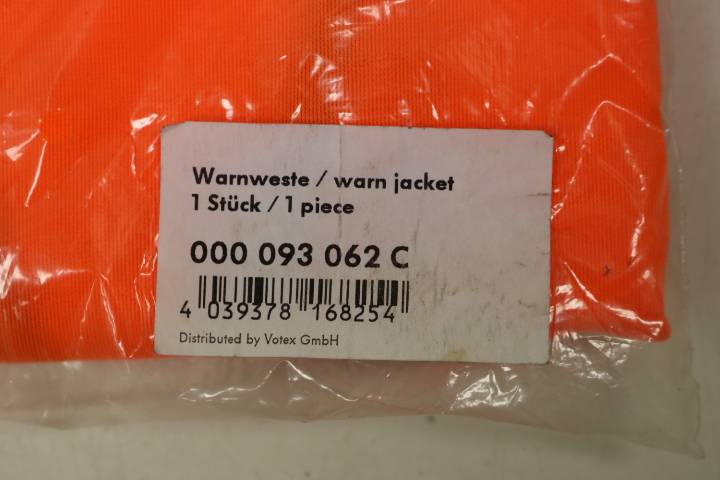 Warnweste / warn jacket
1 Stück / 1 piece
000 093 062 C
4 039378 168254
Distributed by Votex GmbH